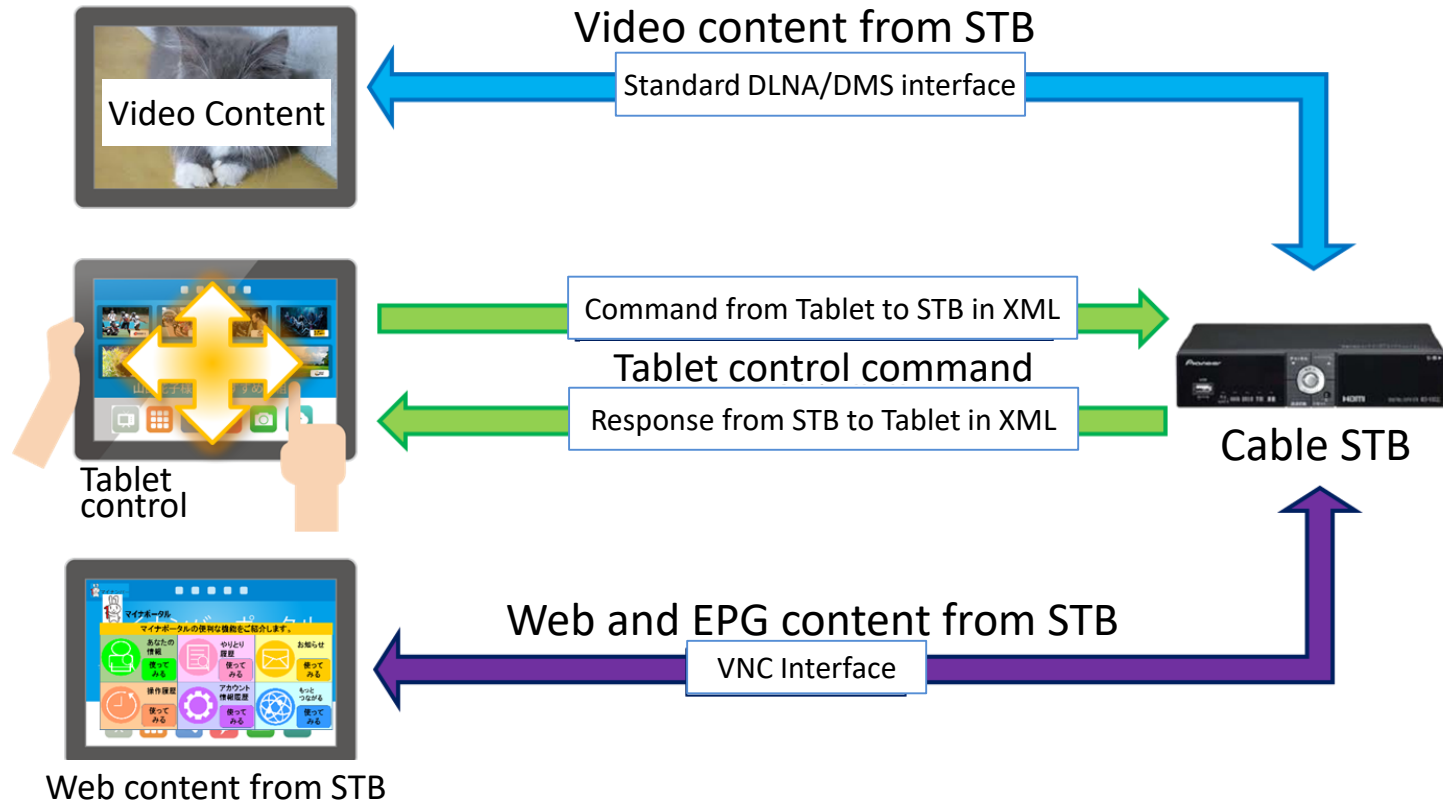 Video content from STB
Standard DLNA/DMS interface
Video Content
Command from Tablet to STB in XML
Tablet control command
Response from STB to Tablet in XML
Tablet
control
Pioneer
HDMI
Cable STB
Web and EPG content from STB
VNC Interface
マイナポータル
マイナポータルの便利な機能をご紹介します。
あなたの
情報
使って
みる
やりとり
履歴
使って
みる
お知らせ
使って
みる
操作履歴
使って
みる
アカウント
情報履歴
使って
みる
もっと
つながる
使って
みる
Web content from STB